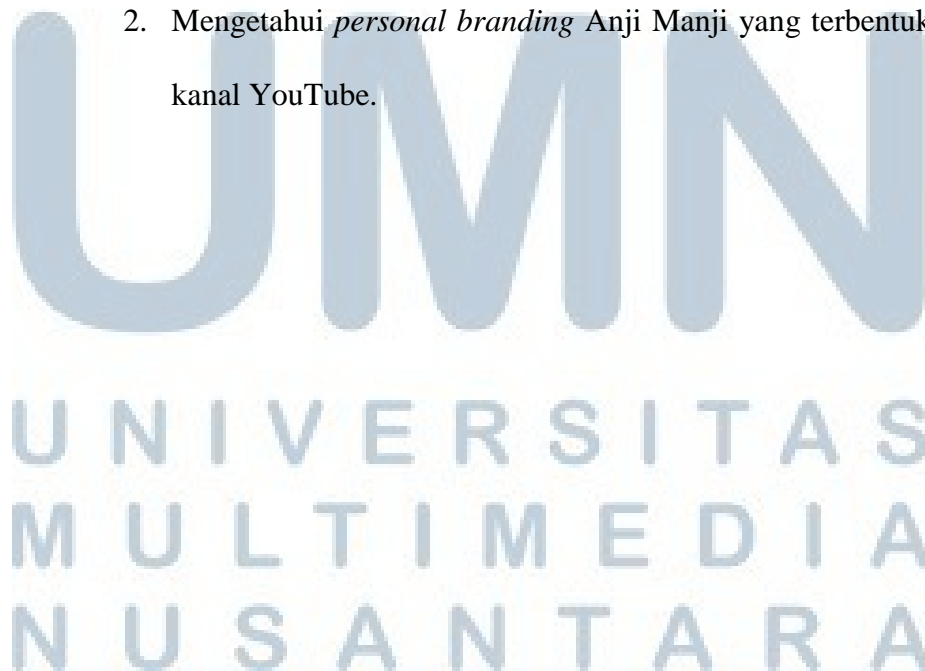 2. Mengetahui personal branding Anji Manji yang terbentuk
kanal YouTube.
UMN
UNIVERSITAS
MULTIMEDIA
NUSANTARA